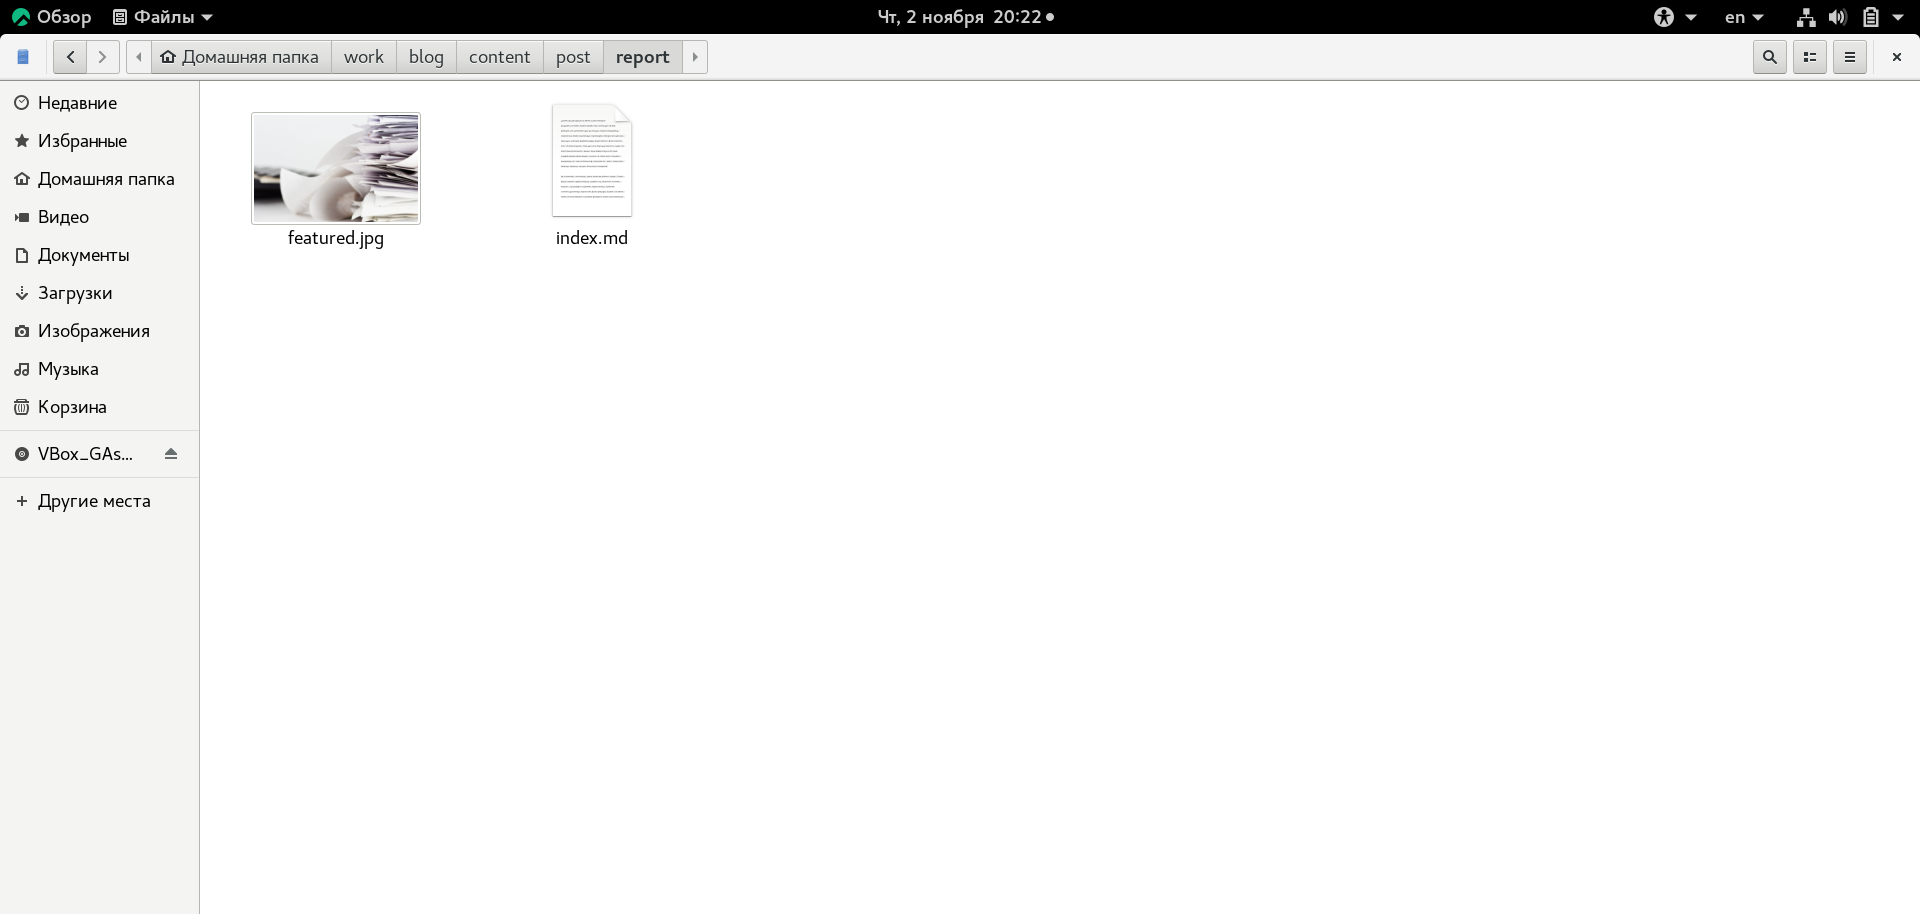 Обзор Файлы Чт, 2 ноября 20:22 en
Домашняя папка work blog content post report
Недавние
Избранные
Домашняя папка
Видео
Документы
Загрузки
Изображения
Музыка
Корзина
VBox_GAs...
Другие места
featured.jpg index.md